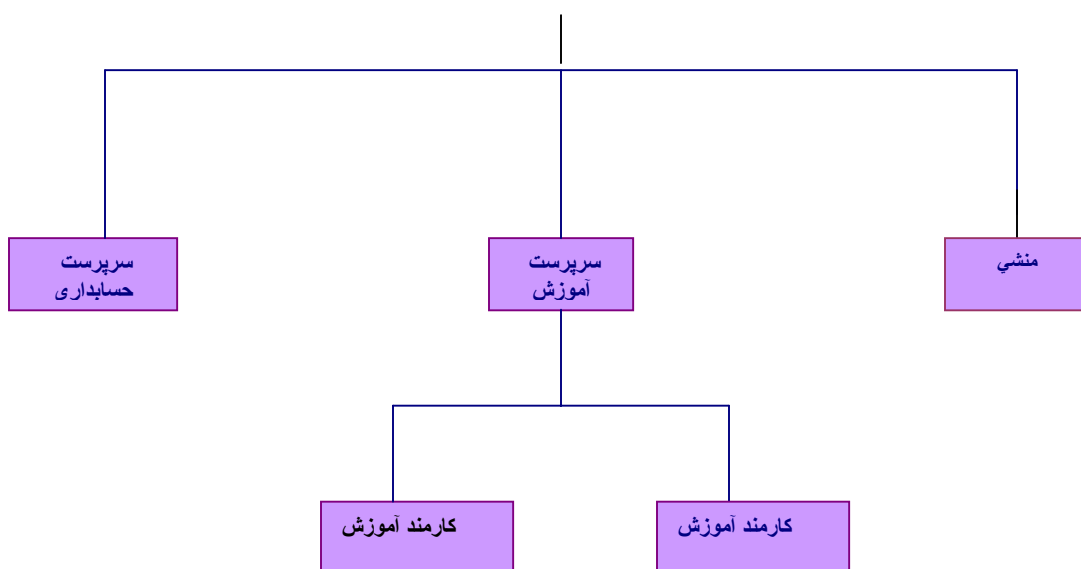 منشي
سرپرست
آموزش
سرپرست
حسابداری
کارمند آموزش
کارمند آموزش